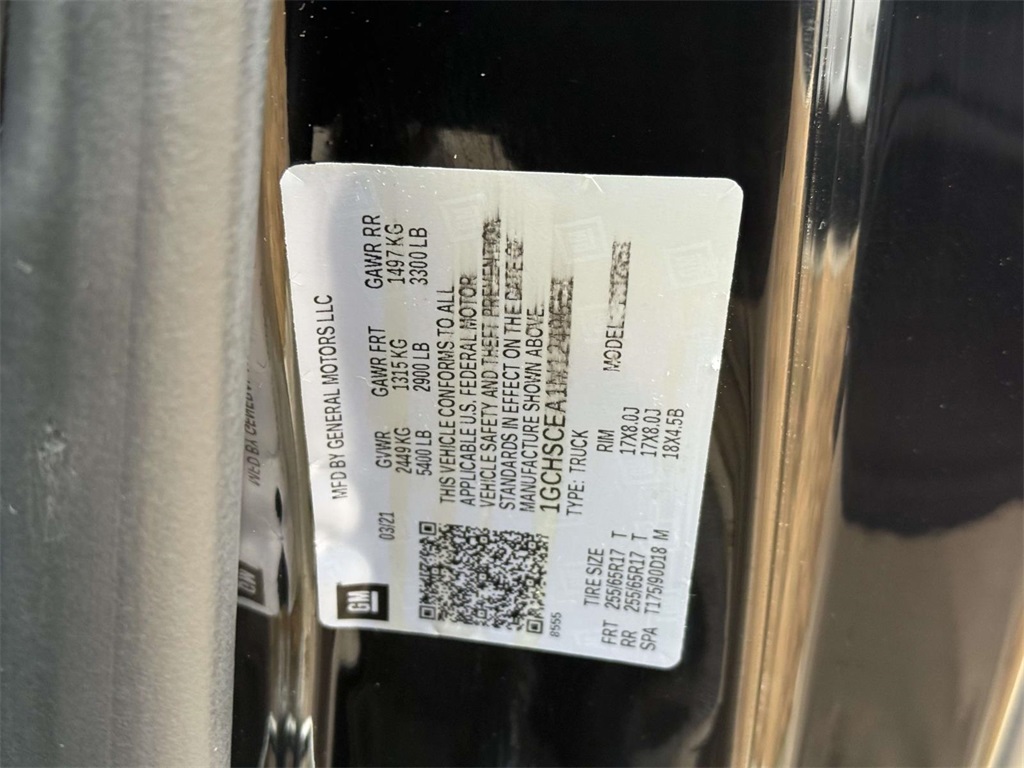 GM
MFD BY GENERAL MOTORS LLC
03/21
GVWR GAWR FRT GAWR RR
2449 KG 1315 KG 1497 KG
5400 LB 2900 LB 3300 LB
THIS VEHICLE CONFORMS TO ALL
APPLICABLE U.S. FEDERAL MOTOR
VEHICLE SAFETY AND THEFT PREVENTION
STANDARDS IN EFFECT ON THE DATE OF
MANUFACTURE SHOWN ABOVE.
TYPE: TRUCK
8555
MODEL:
TIRE SIZE RIM
FRT 255/65R17 T 17X8.0J
RR 255/65R17 T 17X8.0J
SPA T175/90D18 M 18X4.5B